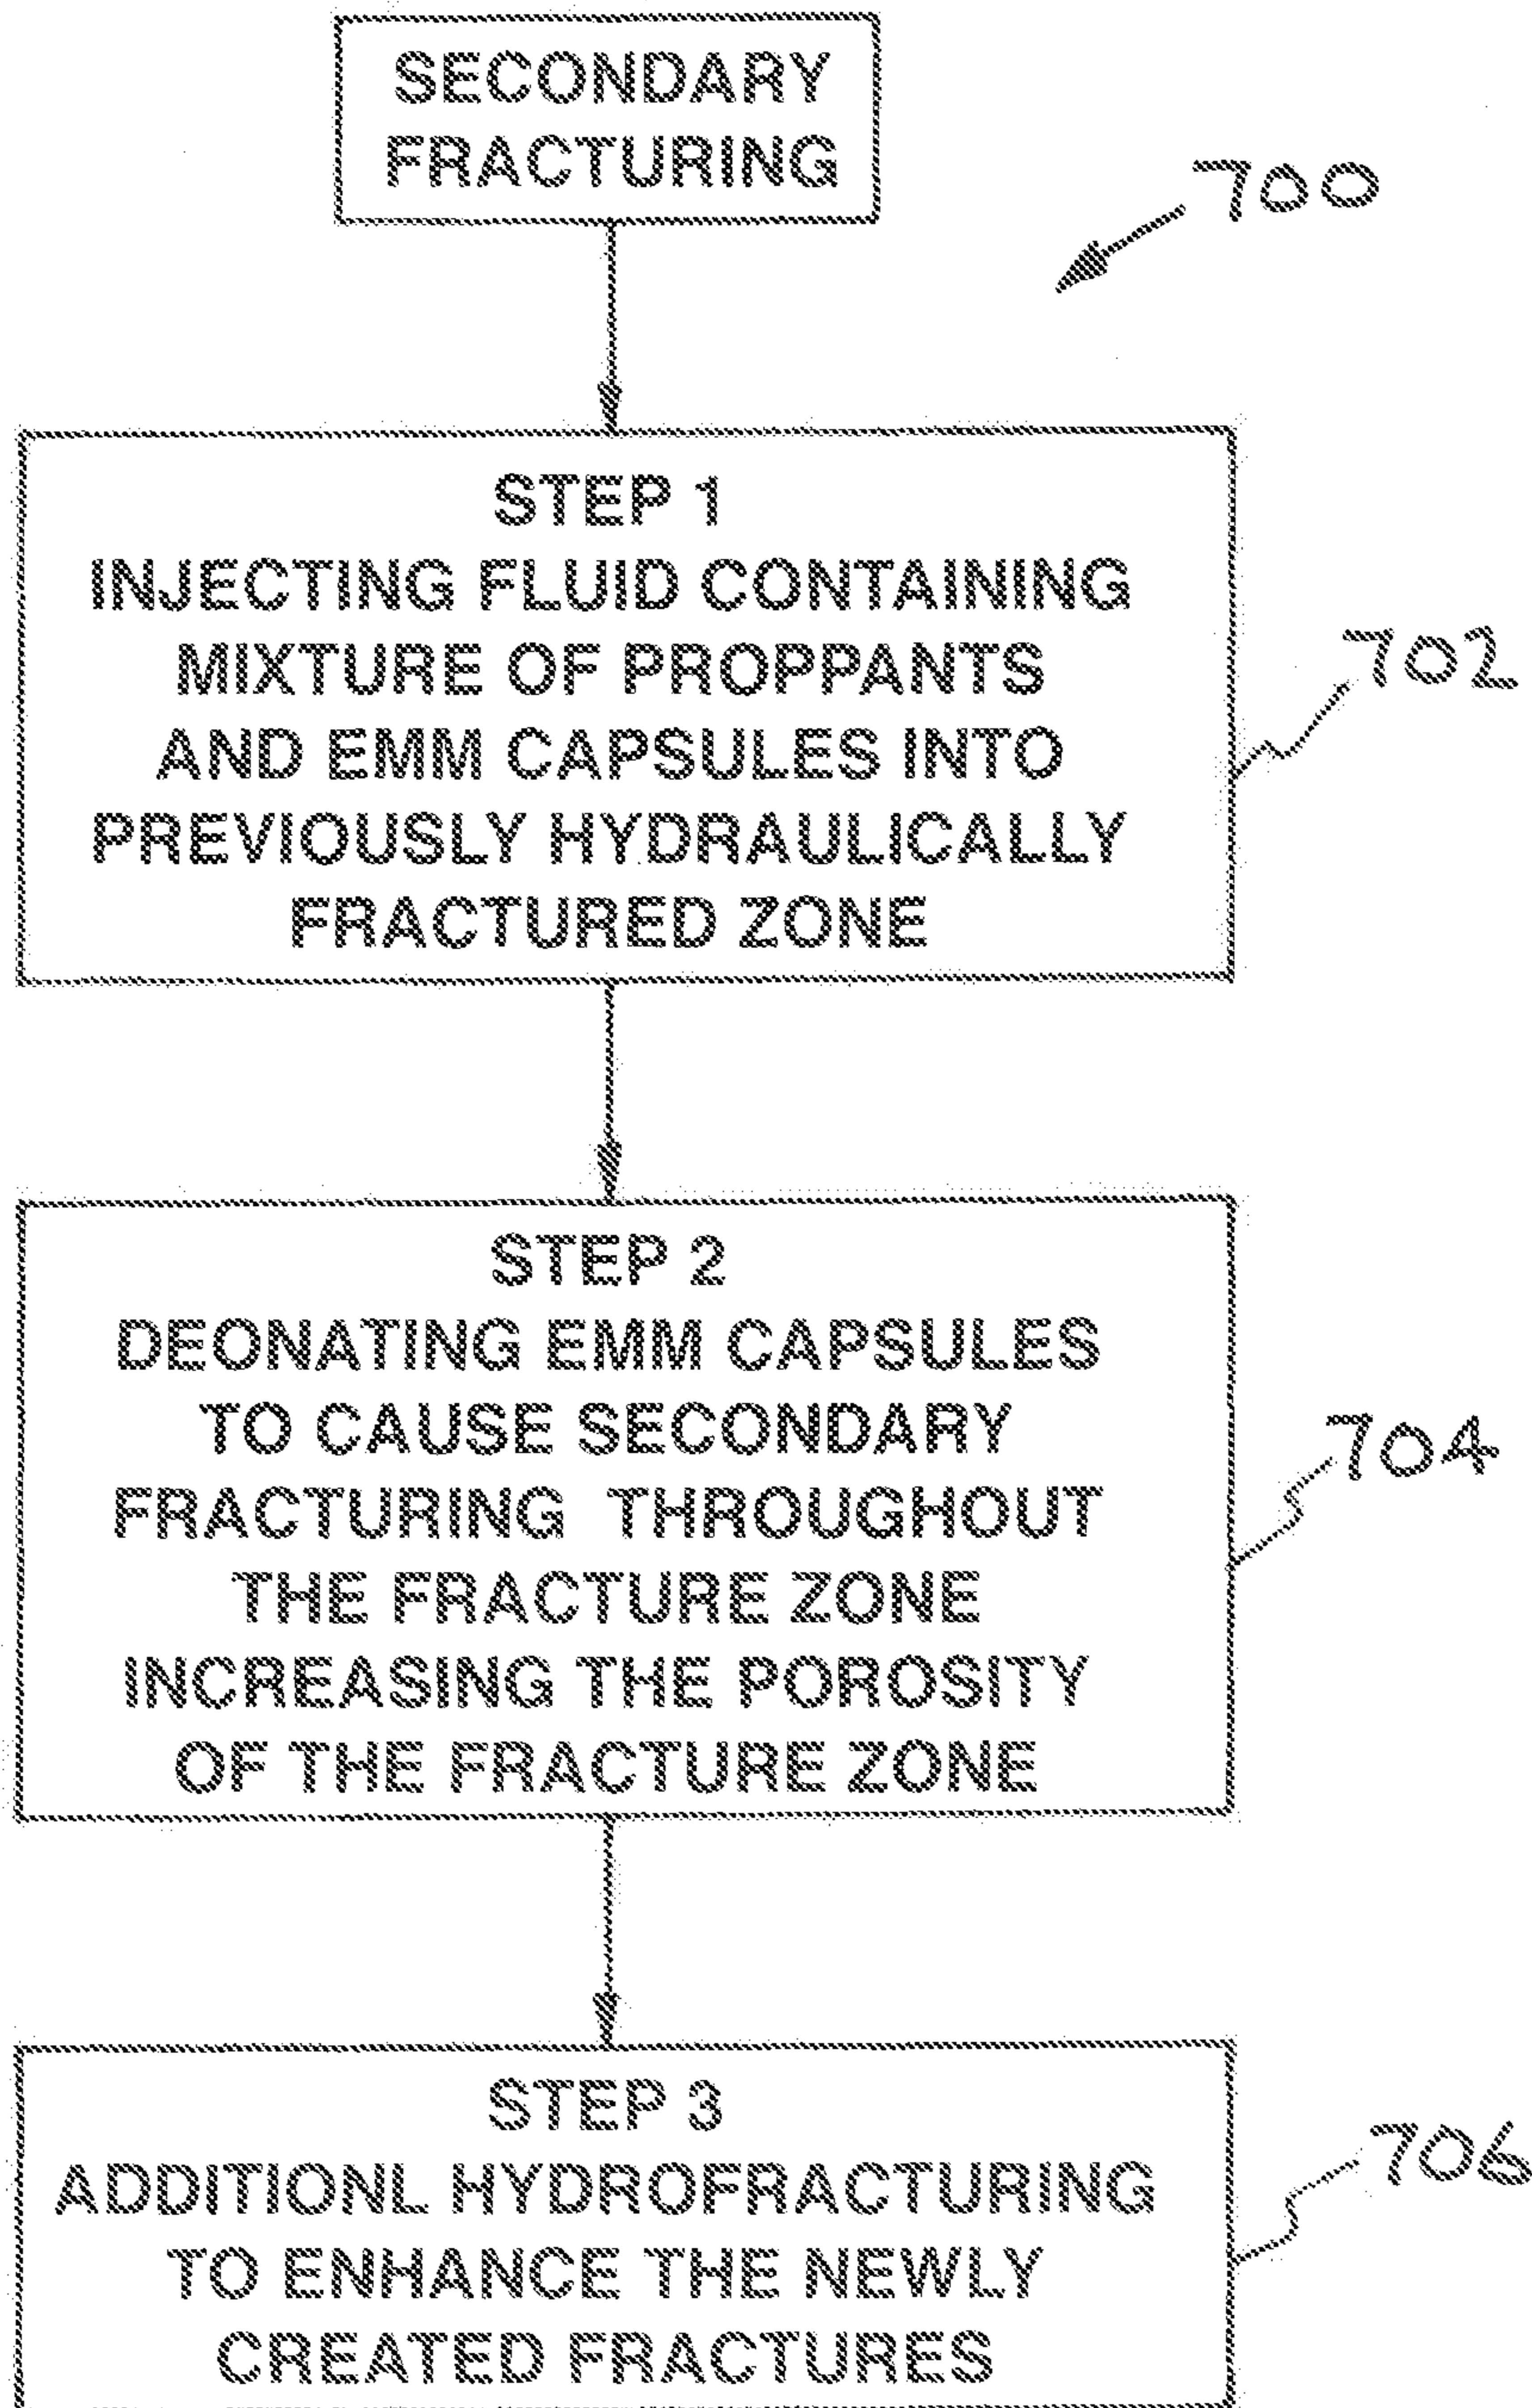 SECONDARY
FRACTURING
700
STEP 1
INJECTING FLUID CONTAINING
MIXTURE OF PROPPANTS
AND EMM CAPSULES INTO
PREVIOUSLY HYDRAULICALLY
FRACTURED ZONE
702
STEP 2
DEONATING EMM CAPSULES
TO CAUSE SECONDARY
FRACTURING THROUGHOUT
THE FRACTURE ZONE
INCREASING THE POROSITY
OF THE FRACTURE ZONE
704
STEP 3
ADDITIONL HYDROFRACTURING
TO ENHANCE THE NEWLY
CREATED FRACTURES
706